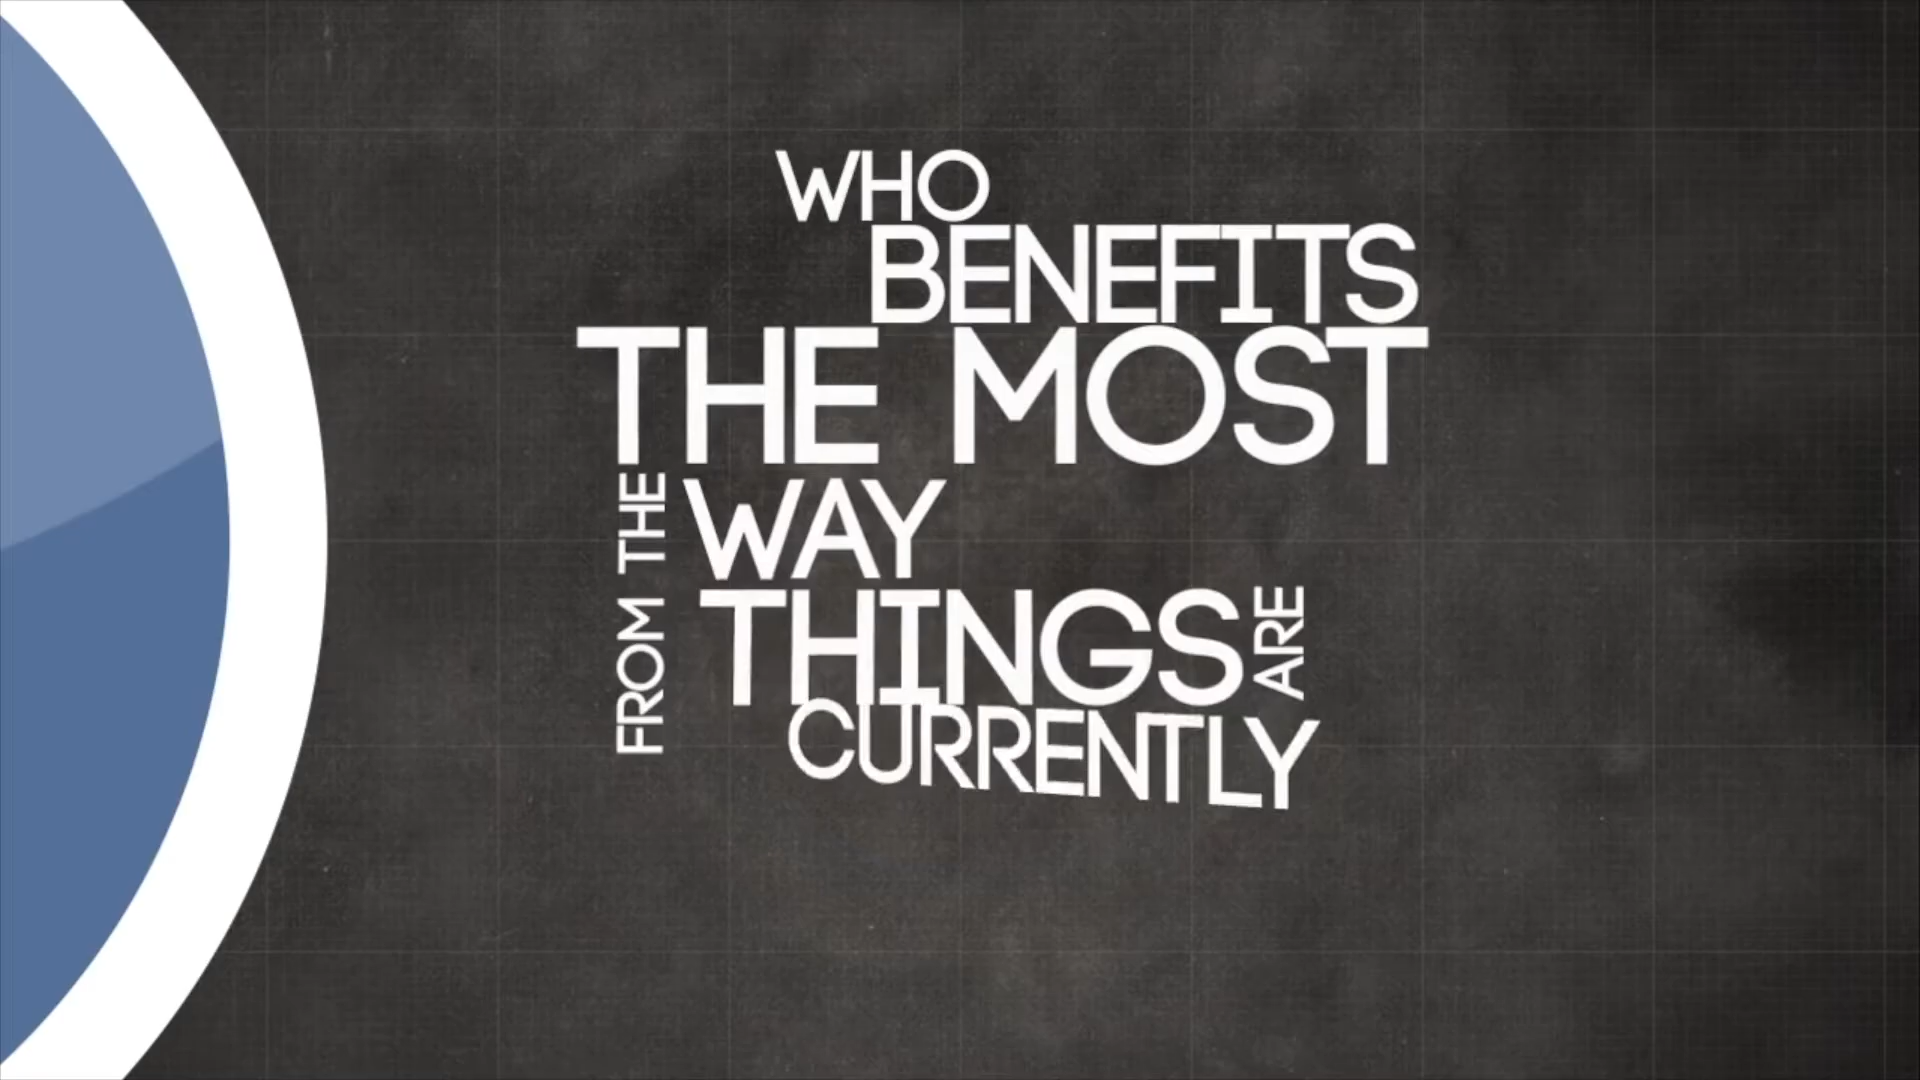 WHO
BENEFITS
THE MOST
FROM THE
WAY
THINGS
ARE
CURRENTLY